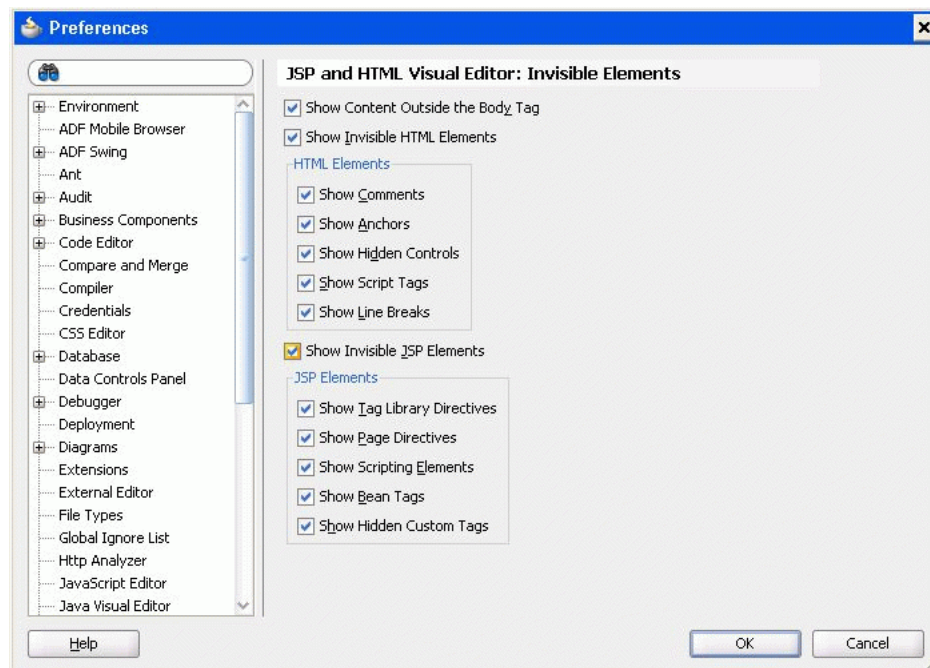 Preferences
JSP and HTML Visual Editor: Invisible Elements
Environment
ADF Mobile Browser
ADF Swing
Ant
Audit
Business Components
Code Editor
Compare and Merge
Compiler
Credentials
CSS Editor
Database
Data Controls Panel
Debugger
Deployment
Diagrams
Extensions
External Editor
File Types
Global Ignore List
Http Analyzer
JavaScript Editor
Java Visual Editor
Show Content Outside the Body Tag
Show Invisible HTML Elements
HTML Elements
Show Comments
Show Anchors
Show Hidden Controls
Show Script Tags
Show Line Breaks
Show Invisible JSP Elements
JSP Elements
Show Tag Library Directives
Show Page Directives
Show Scripting Elements
Show Bean Tags
Show Hidden Custom Tags
Help
OK
Cancel